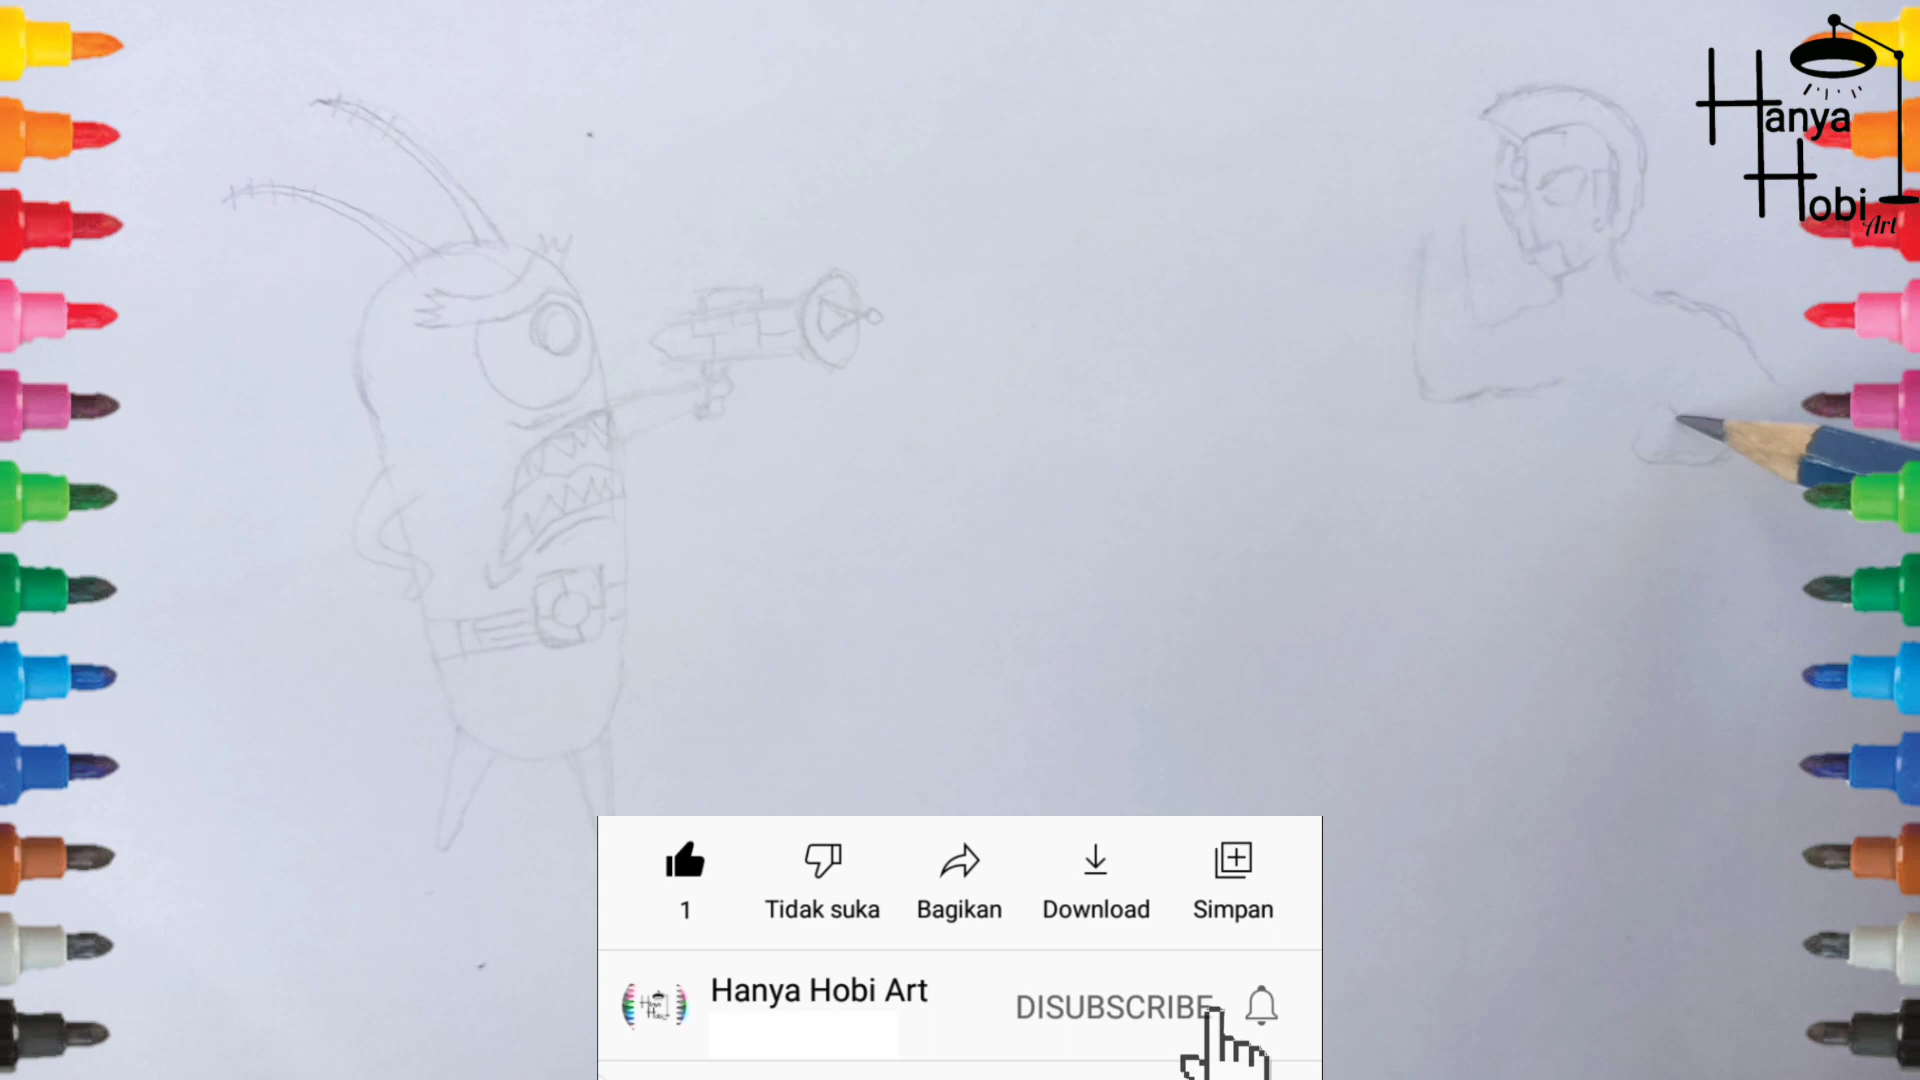 Hanya
Hobi
Art
1
Tidak suka
Bagikan
Download
Simpan
Hanya Hobi Art
DISUBSCRIBE